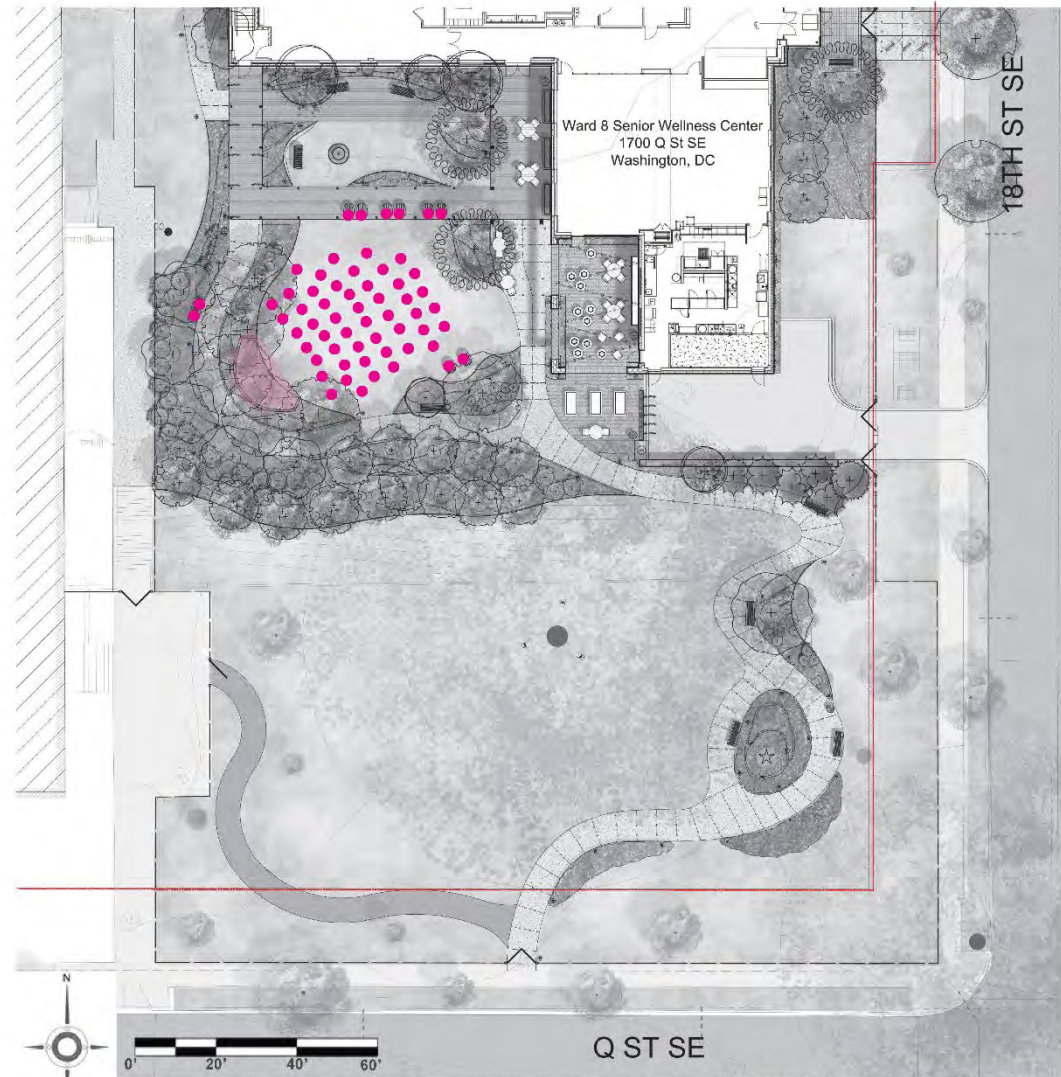 Ward 8 Senior Wellness Center
1700 Q St SE
Washington, DC
18TH ST SE
N
0' 20' 40' 60'
Q ST SE